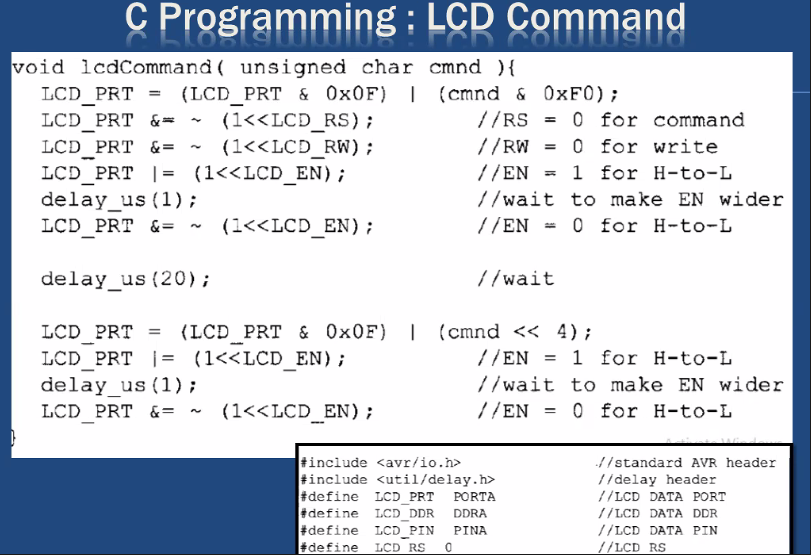 C Programming : LCD Command
void lcdCommand( unsigned char cmnd ){
LCD_PRT = (LCD_PRT & 0x0F) | (cmnd & 0xF0);
LCD_PRT &= ~ (1<<LCD_RS); //RS = 0 for command
LCD_PRT &= ~ (1<<LCD_RW); //RW = 0 for write
LCD_PRT |= (1<<LCD_EN); //EN = 1 for H-to-L
delay_us(1); //wait to make EN wider
LCD_PRT &= ~ (1<<LCD_EN); //EN = 0 for H-to-L
delay_us(20); //wait
LCD_PRT = (LCD_PRT & 0x0F) | (cmnd << 4);
LCD_PRT |= (1<<LCD_EN); //EN = 1 for H-to-L
delay_us(1); //wait to make EN wider
LCD_PRT &= ~ (1<<LCD_EN); //EN = 0 for H-to-L
}
#include <avr/io.h> //standard AVR header
#include <util/delay.h> //delay header
#define LCD_PRT PORTA //LCD DATA PORT
#define LCD_DDR DDRA //LCD DATA DDR
#define LCD_PIN PINA //LCD DATA PIN
#define LCD_RS 0 //LCD RS